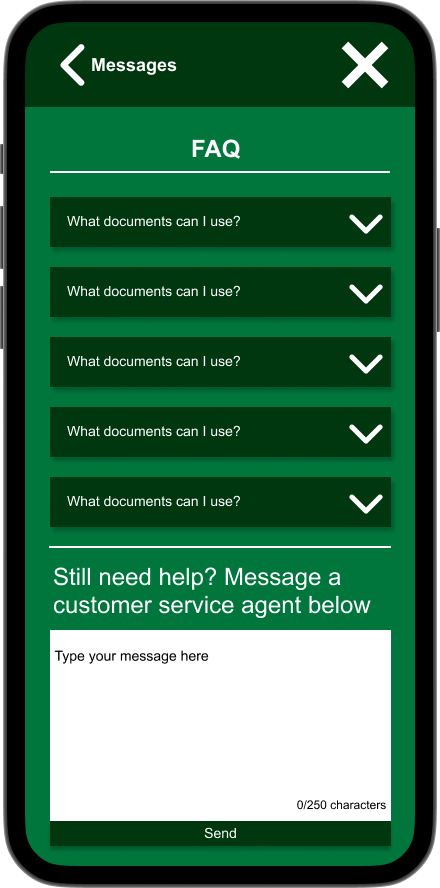 Messages
FAQ
What documents can I use?
What documents can I use?
What documents can I use?
What documents can I use?
What documents can I use?
Still need help? Message a
customer service agent below
Type your message here
0/250 characters
Send